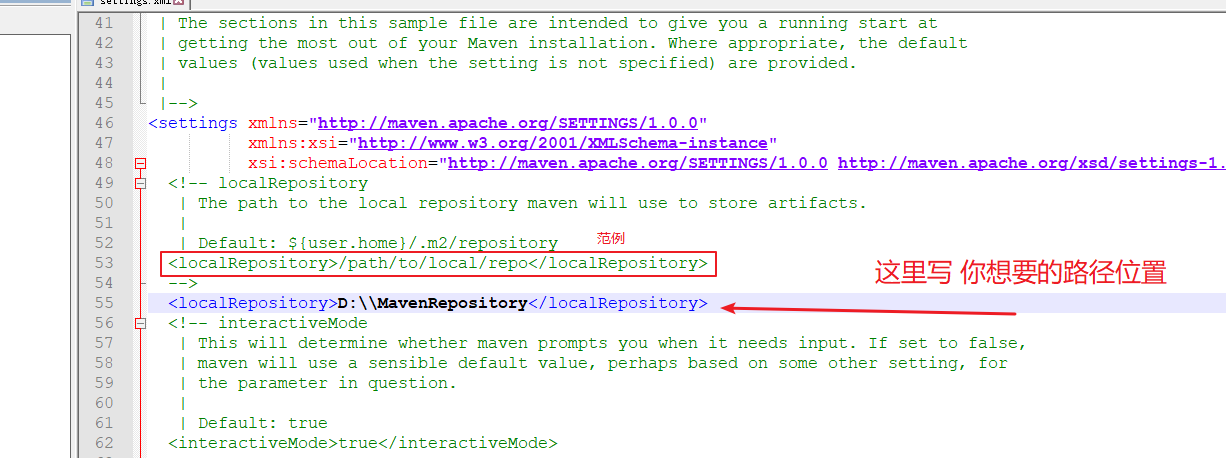 settings.xml
41 | The sections in this sample file are intended to give you a running start at
42 | getting the most out of your Maven installation. Where appropriate, the default
43 | values (values used when the setting is not specified) are provided.
44 |
45 |-->
46 <settings xmlns="http://maven.apache.org/SETTINGS/1.0.0"
47 xmlns:xsi="http://www.w3.org/2001/XMLSchema-instance"
48 xsi:schemaLocation="http://maven.apache.org/SETTINGS/1.0.0 http://maven.apache.org/xsd/settings-1.
49 <!-- localRepository
50 | The path to the local repository maven will use to store artifacts.
51 |
52 | Default: ${user.home}/.m2/repository
范例
53 <localRepository>/path/to/local/repo</localRepository>
54 -->
这里写 你想要的路径位置
55 <localRepository>D:\\MavenRepository</localRepository>
56 <!-- interactiveMode
57 | This will determine whether maven prompts you when it needs input. If set to false,
58 | maven will use a sensible default value, perhaps based on some other setting, for
59 | the parameter in question.
60 |
61 | Default: true
62 <interactiveMode>true</interactiveMode>